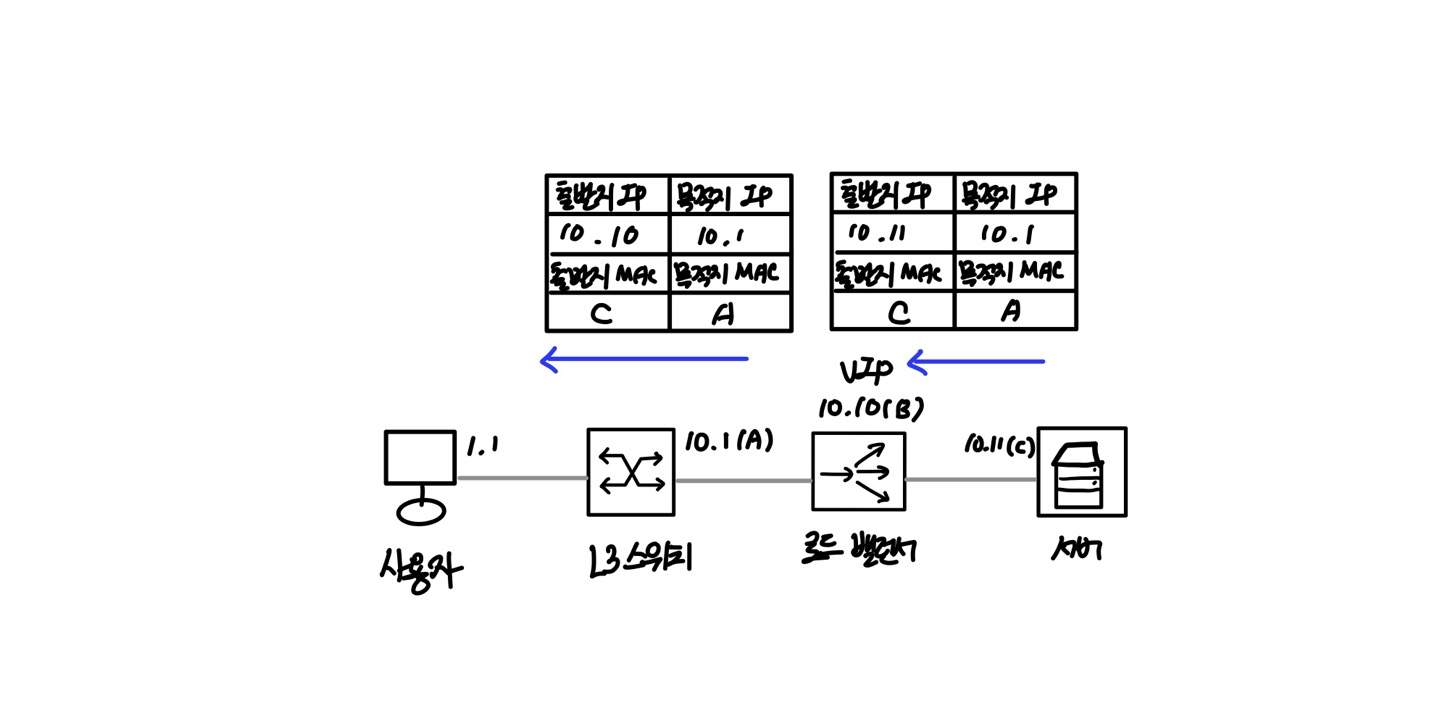 출발지 IP 목적지 IP
10.10 10.1
출발지 MAC 목적지 MAC
C A
출발지 IP 목적지 IP
10.11 10.1
출발지 MAC 목적지 MAC
C A
VIP
10.10(B)
1.1
10.1(A)
10.11(C)
사용자
L3스위치
로드 밸런서
서버